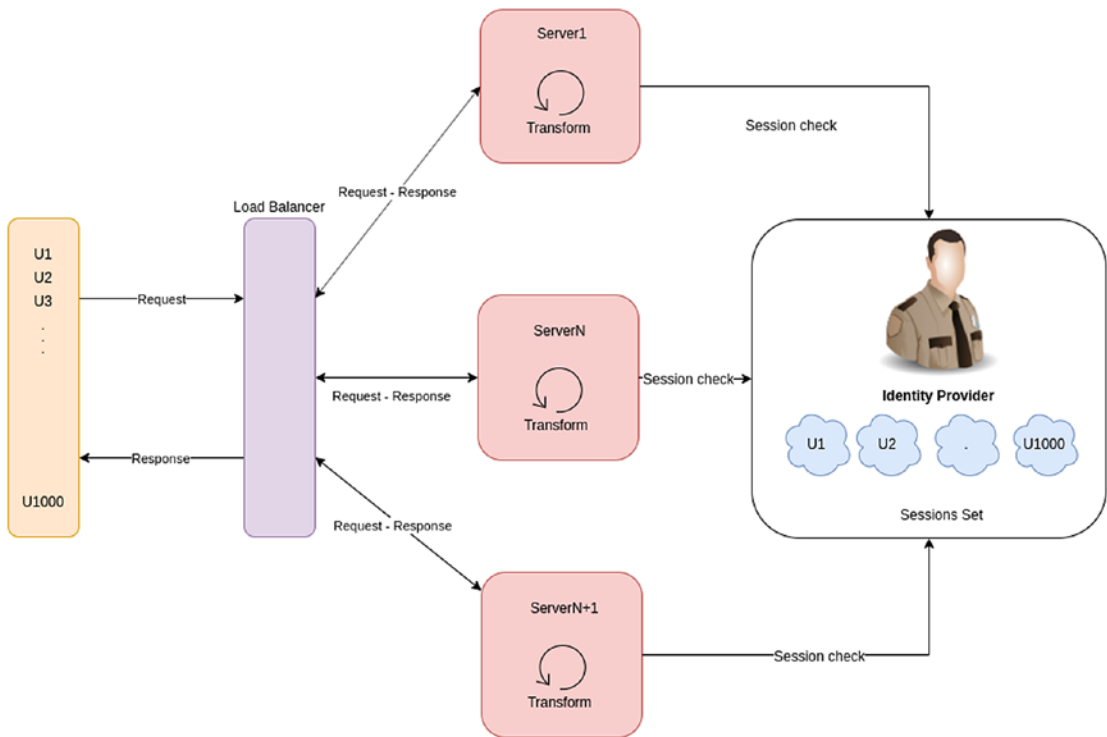 Server1
Transform
Session check
Request - Response
Load Balancer
U1
U2
U3
.
.
.
U1000
Request
Response
ServerN
Transform
Request - Response
Session check
Identity Provider
U1
U2
.
U1000
Sessions Set
Request - Response
ServerN+1
Transform
Session check